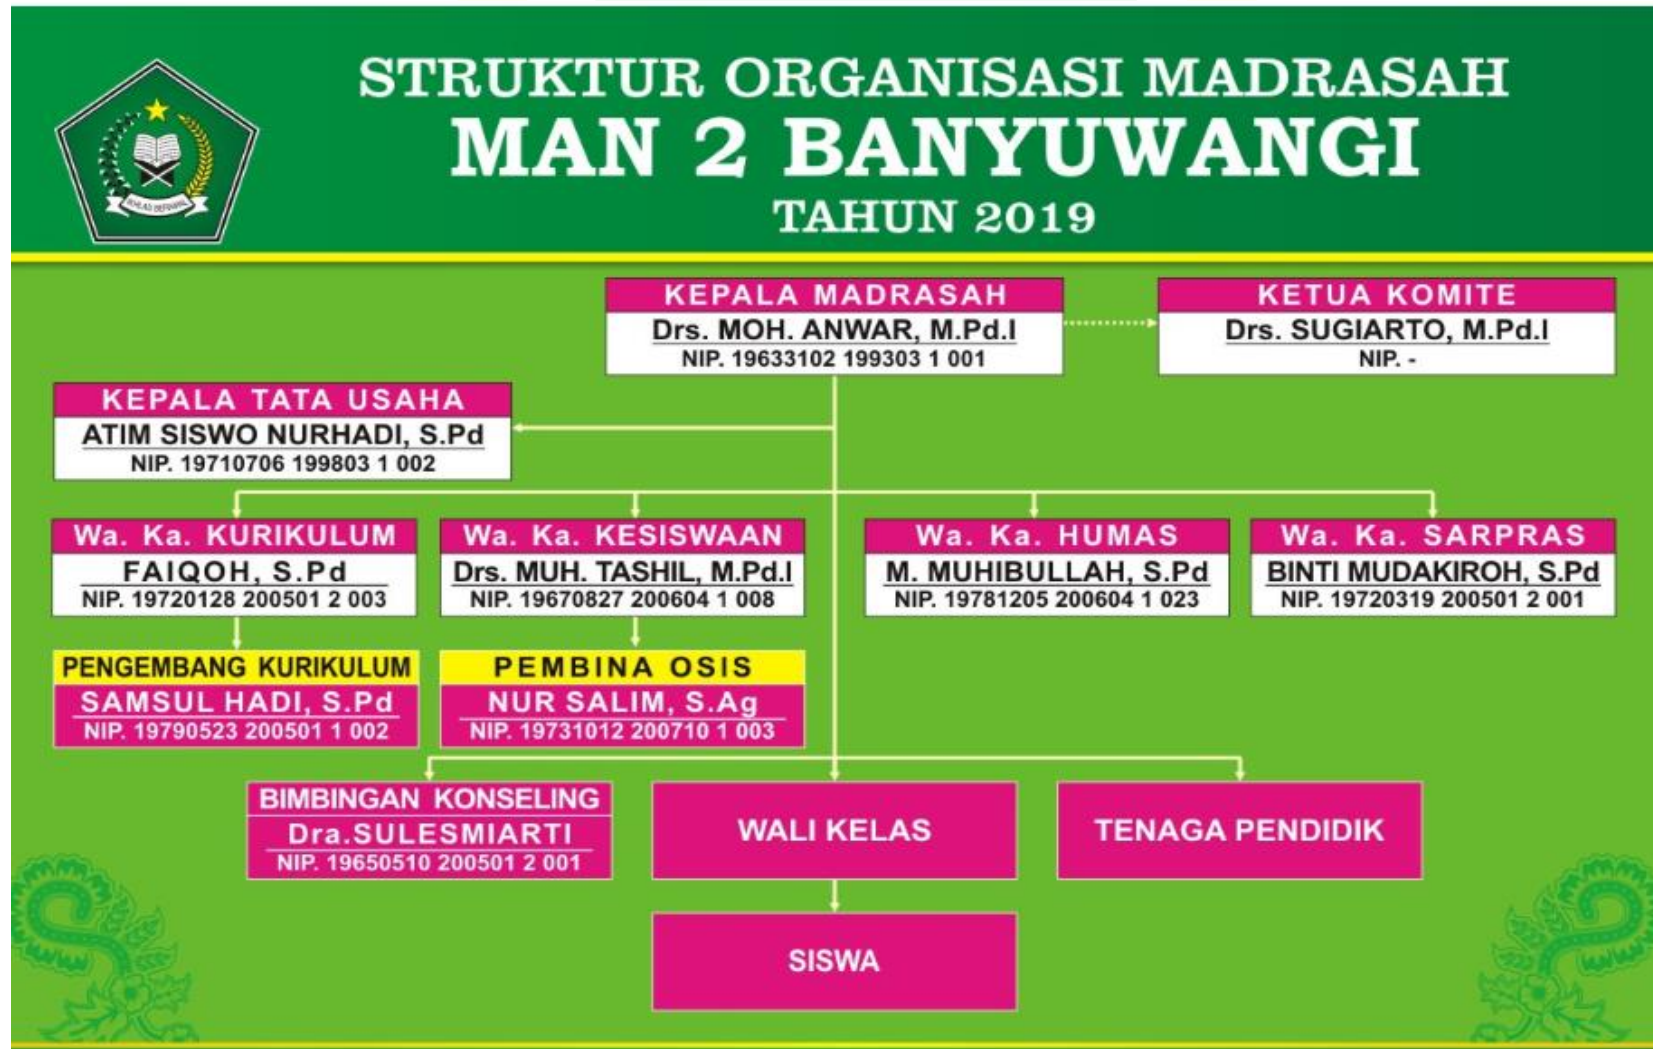 STRUKTUR ORGANISASI MADRASAH
MAN 2 BANYUWANGI
TAHUN 2019
IKHLAS BERAMAL
KEPALA MADRASAH
Drs. MOH. ANWAR, M.Pd.I
NIP. 19633102 199303 1 001
KETUA KOMITE
Drs. SUGIARTO, M.Pd.I
NIP. -
KEPALA TATA USAHA
ATIM SISWO NURHADI, S.Pd
NIP. 19710706 199803 1 002
Wa. Ka. KURIKULUM
FAIQOH, S.Pd
NIP. 19720128 200501 2 003
Wa. Ka. KESISWAAN
Drs. MUH. TASHIL, M.Pd.I
NIP. 19670827 200604 1 008
Wa. Ka. HUMAS
M. MUHIBULLAH, S.Pd
NIP. 19781205 200604 1 023
Wa. Ka. SARPRAS
BINTI MUDAKIROH, S.Pd
NIP. 19720319 200501 2 001
PENGEMBANG KURIKULUM
SAMSUL HADI, S.Pd
NIP. 19790523 200501 1 002
PEMBINA OSIS
NUR SALIM, S.Ag
NIP. 19731012 200710 1 003
BIMBINGAN KONSELING
Dra.SULESMIARTI
NIP. 19650510 200501 2 001
WALI KELAS
TENAGA PENDIDIK
SISWA